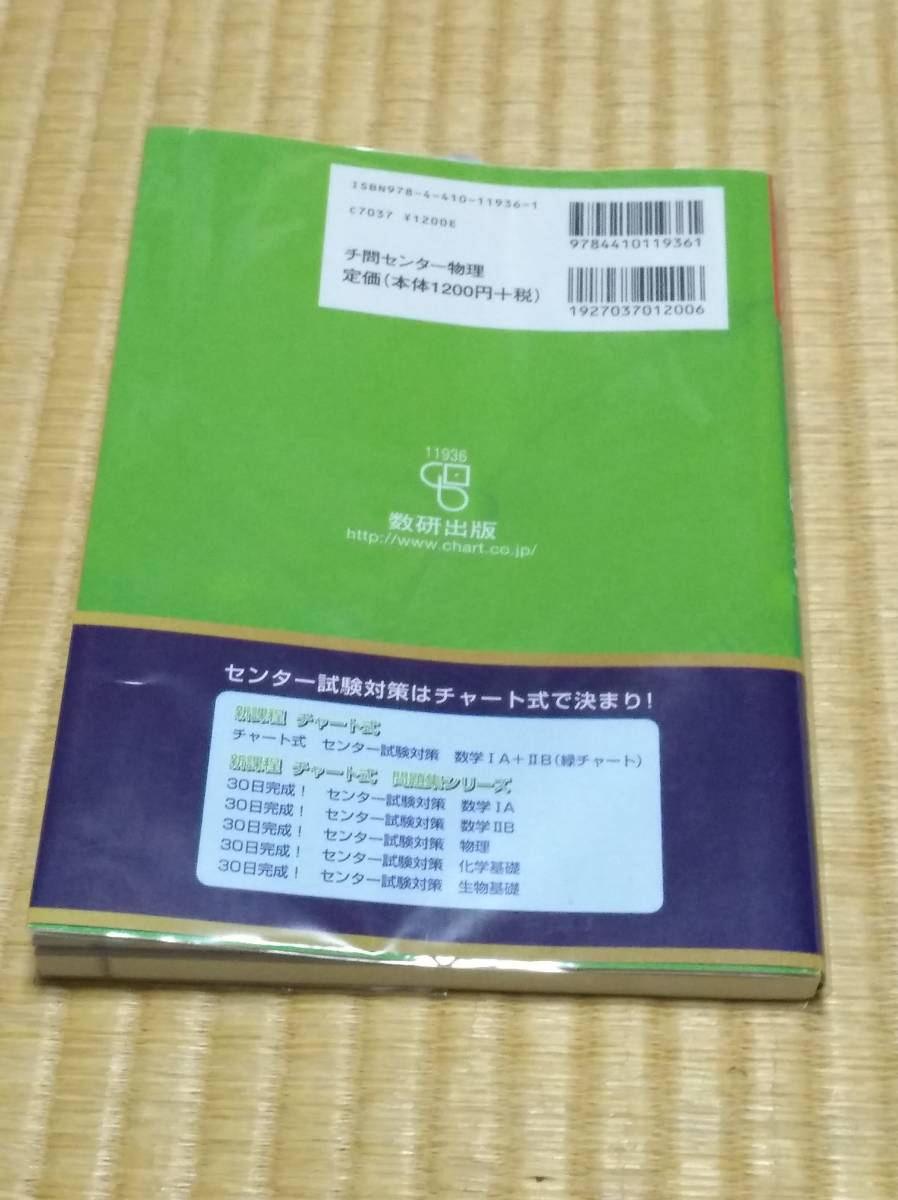 ISBN978-4-410-11936-1
C7037 ¥1200E
チ問センター物理
定価(本体1200円+税)
9784410119361
1927037012006
11936
数研出版
http://www.chart.co.jp/
センター試験対策はチャート式で決まり!
新課程 チャート式
チャート式 センター試験対策 数学ⅠA+ⅡB(緑チャート)
新課程 チャート式 問題集シリーズ
30日完成! センター試験対策 数学ⅠA
30日完成! センター試験対策 数学ⅡB
30日完成! センター試験対策 物理
30日完成! センター試験対策 化学基礎
30日完成! センター試験対策 生物基礎